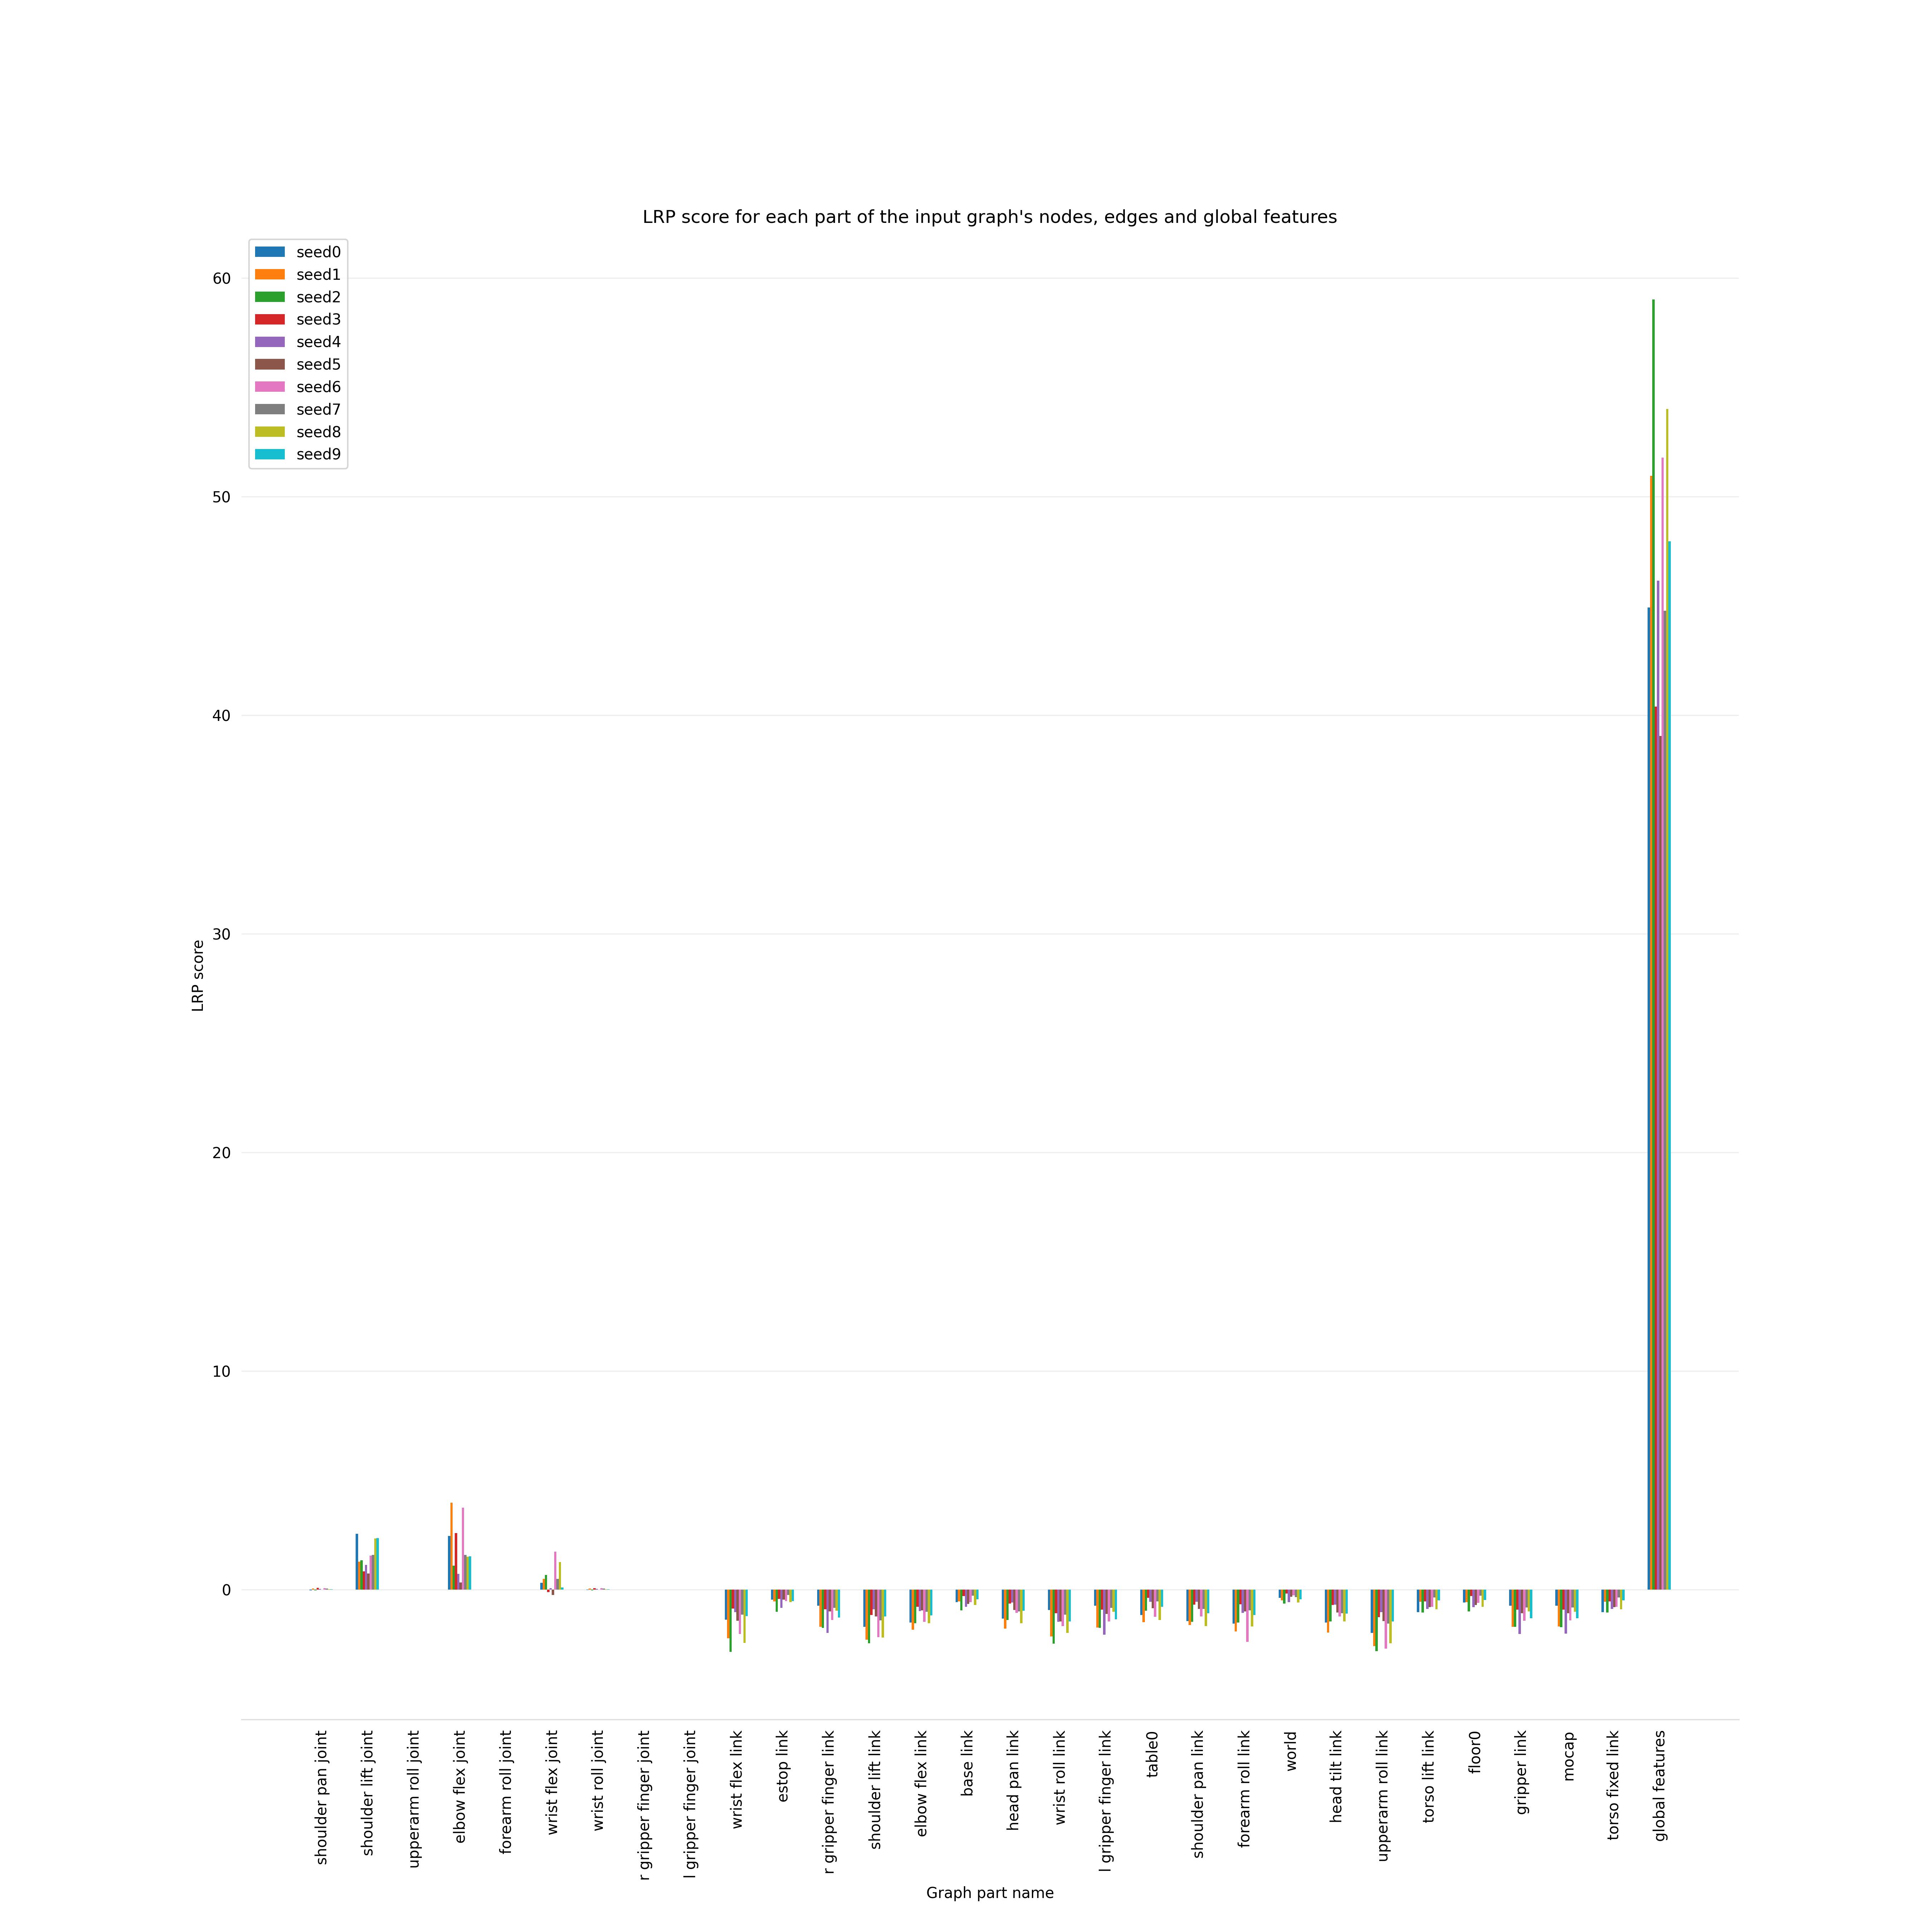 LRP score for each part of the input graph's nodes, edges and global features
seed0
seed1
seed2
seed3
seed4
seed5
seed6
seed7
seed8
seed9
60
50
40
30
20
10
0
LRP score
shoulder pan joint
shoulder lift joint
upperarm roll joint
elbow flex joint
forearm roll joint
wrist flex joint
wrist roll joint
r gripper finger joint
l gripper finger joint
wrist flex link
estop link
r gripper finger link
shoulder lift link
elbow flex link
base link
head pan link
wrist roll link
l gripper finger link
table0
shoulder pan link
forearm roll link
world
head tilt link
upperarm roll link
torso lift link
floor0
gripper link
mocap
torso fixed link
global features
Graph part name